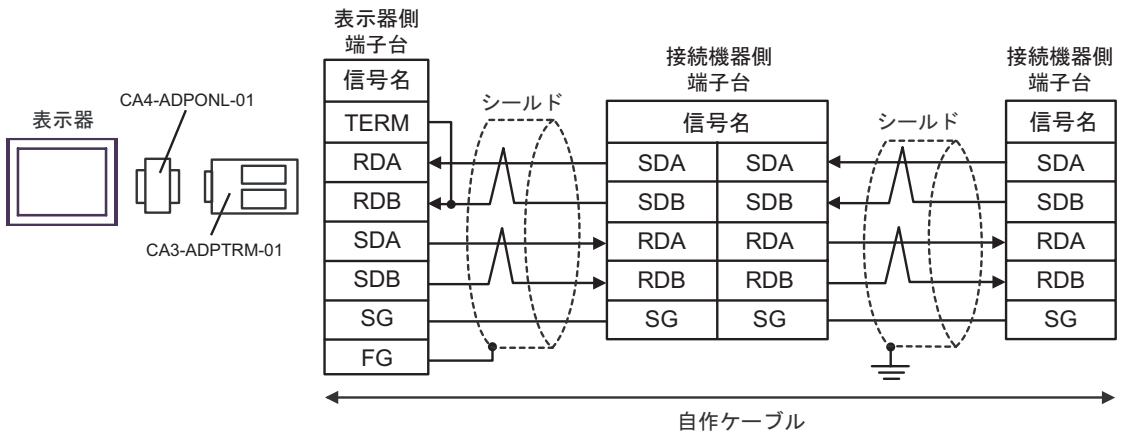 表示器
CA4-ADPONL-01
CA3-ADPTRM-01
表示器側
端子台
信号名
TERM
RDA
RDB
SDA
SDB
SG
FG
シールド
接続機器側
端子台
信号名
SDA SDA
SDB SDB
RDA RDA
RDB RDB
SG SG
シールド
接続機器側
端子台
信号名
SDA
SDB
RDA
RDB
SG
自作ケーブル